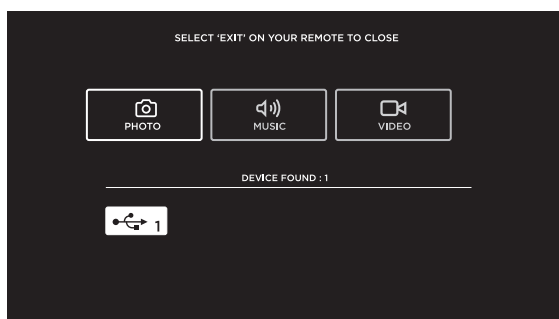 SELECT ‘EXIT’ ON YOUR REMOTE TO CLOSE
PHOTO
MUSIC
VIDEO
DEVICE FOUND : 1
1